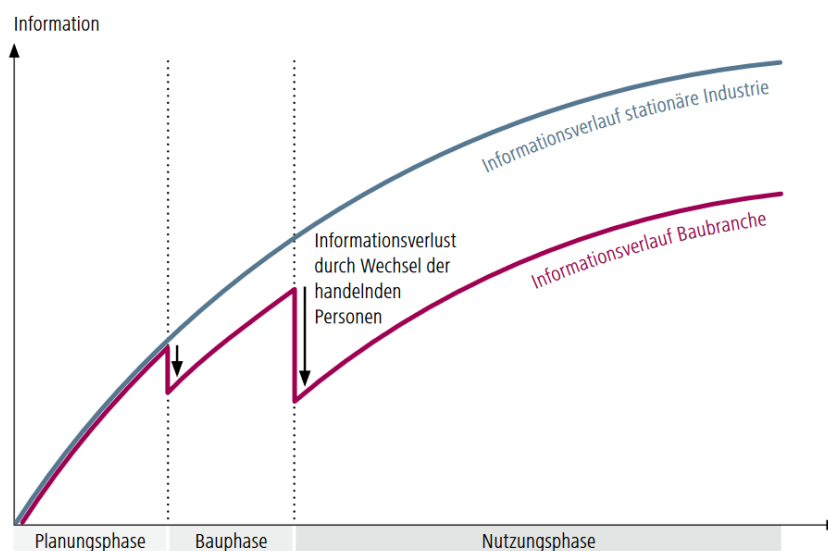 Information
Informationsverlauf stationäre Industrie
Informationsverlust
durch Wechsel der
handelnden
Personen
Informationsverlauf Baubranche
Planungsphase
Bauphase
Nutzungsphase